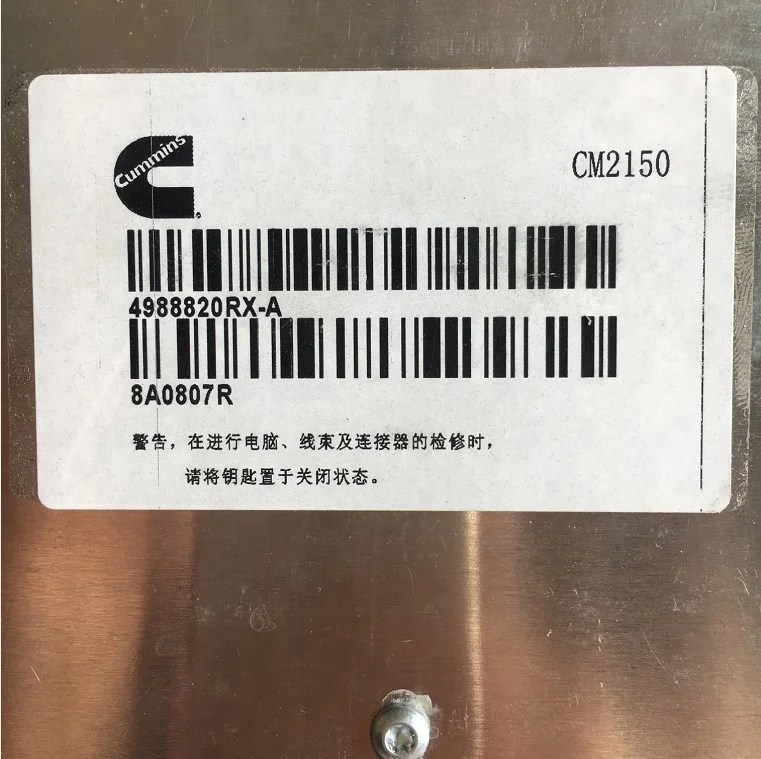 Cummins
CM2150
4988820RX-A
8A0807R
警告，在进行电脑、线束及连接器的检修时，
请将钥匙置于关闭状态。